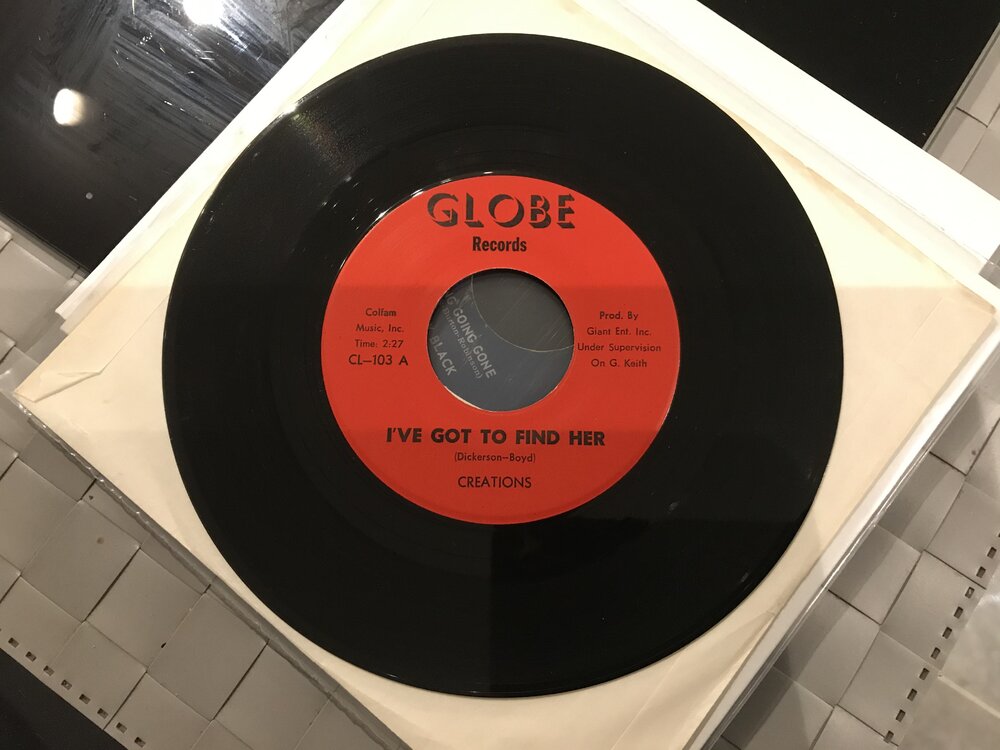 GLOBE
Records
Colfam
Music, Inc.
Time: 2:27
CL—103 A
Prod. By
Giant Ent. Inc.
Under Supervision
On G. Keith
GOING GONE
Robinson)
BLACK
I'VE GOT TO FIND HER
(Dickerson—Boyd)
CREATIONS